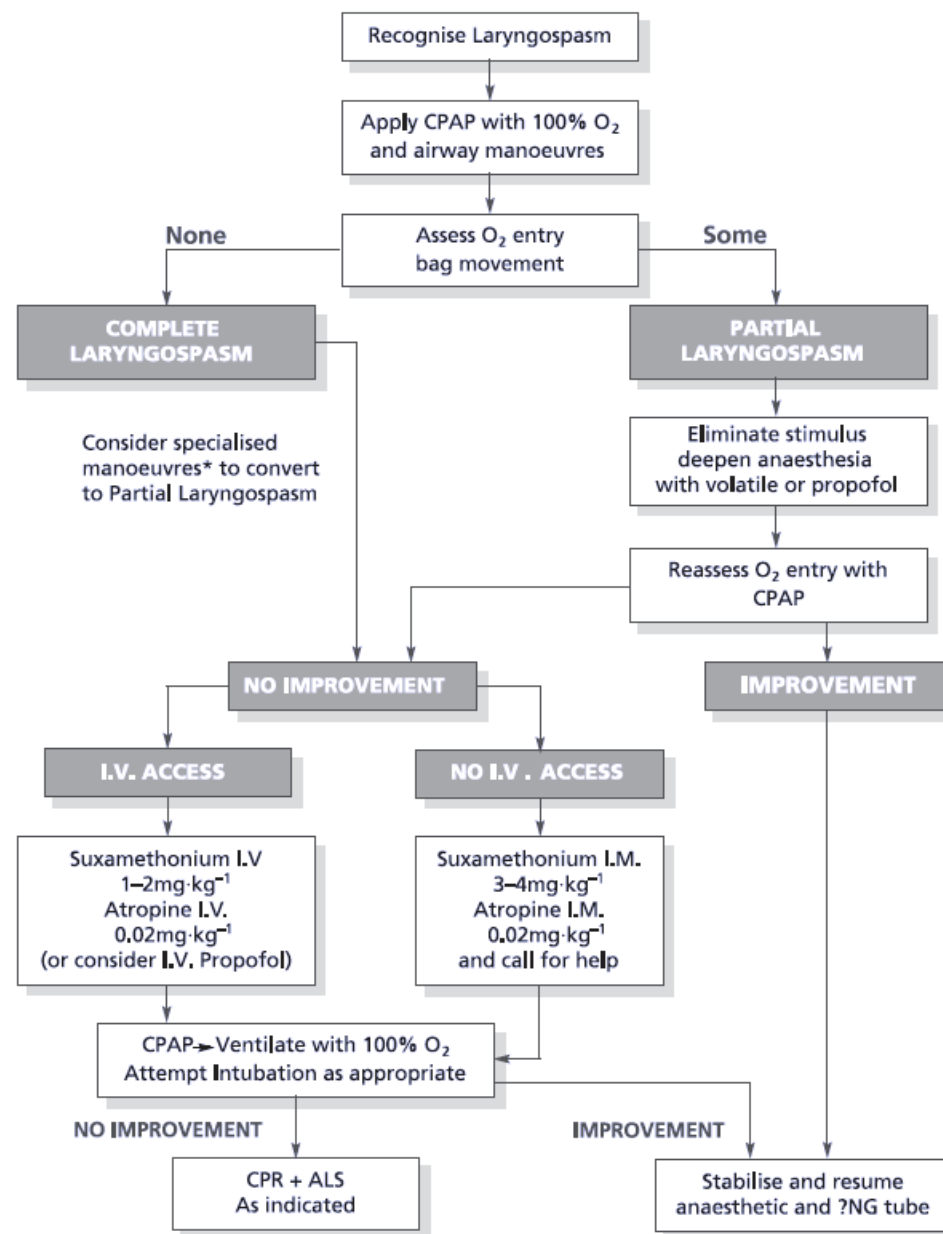 Recognise Laryngospasm
Apply CPAP with 100% O₂
and airway manoeuvres
None
Assess O₂ entry
bag movement
Some
COMPLETE
LARYNGOSPASM
PARTIAL
LARYNGOSPASM
Consider specialised
manoeuvres* to convert
to Partial Laryngospasm
Eliminate stimulus
deepen anaesthesia
with volatile or propofol
Reassess O₂ entry with
CPAP
NO IMPROVEMENT
IMPROVEMENT
I.V. ACCESS
NO I.V . ACCESS
Suxamethonium I.V
1–2mg·kg⁻¹
Atropine I.V.
0.02mg·kg⁻¹
(or consider I.V. Propofol)
Suxamethonium I.M.
3–4mg·kg⁻¹
Atropine I.M.
0.02mg·kg⁻¹
and call for help
CPAP→Ventilate with 100% O₂
Attempt Intubation as appropriate
NO IMPROVEMENT
IMPROVEMENT
CPR + ALS
As indicated
Stabilise and resume
anaesthetic and ?NG tube